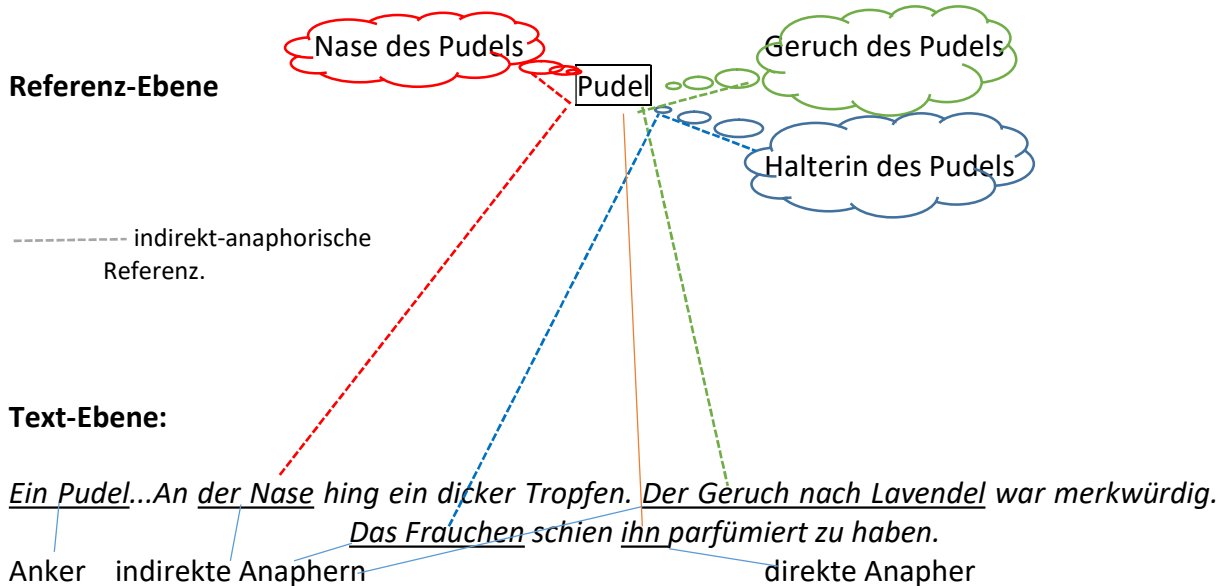 Nase des Pudels
Geruch des Pudels
Referenz-Ebene
Pudel
Halterin des Pudels
indirekt-anaphorische
Referenz.
Text-Ebene:
Ein Pudel...An der Nase hing ein dicker Tropfen. Der Geruch nach Lavendel war merkwürdig.
Das Frauchen schien ihn parfümiert zu haben.
Anker indirekte Anaphern direkte Anapher